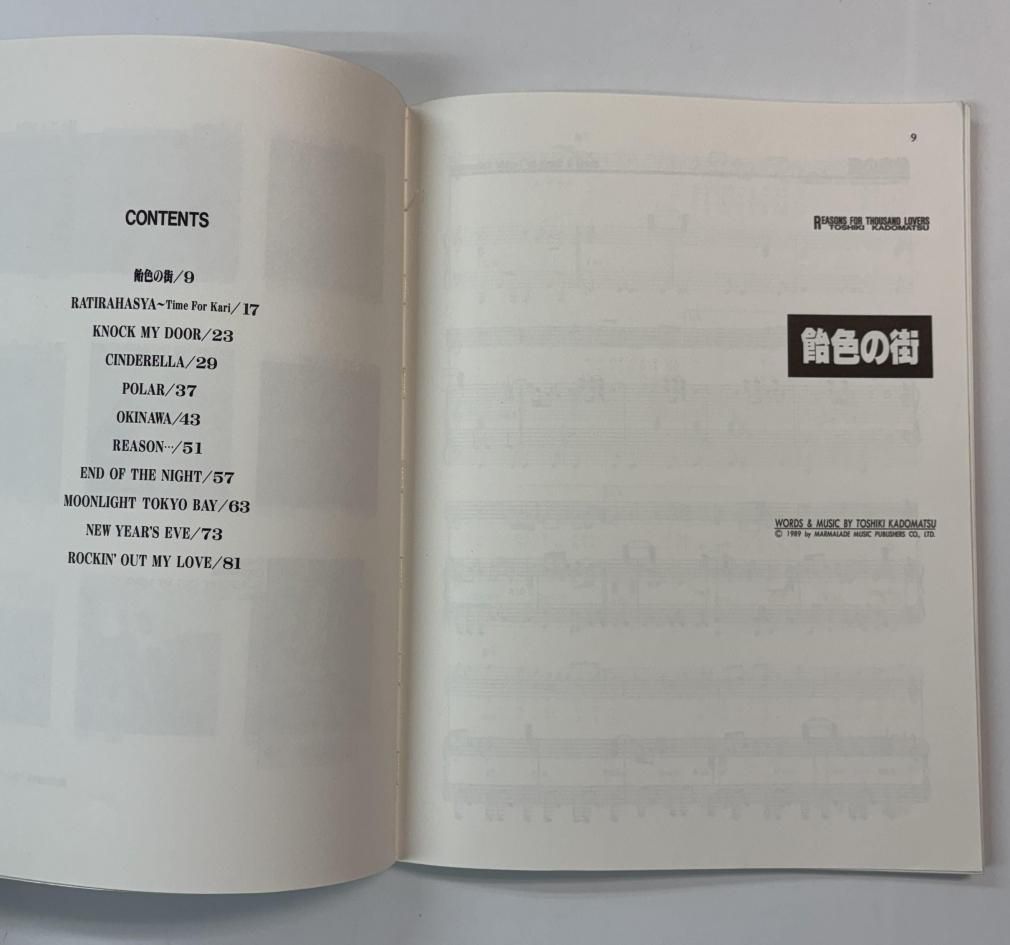 CONTENTS
飴色の街/9
RATIRAHASYA~Time For Kari/17
KNOCK MY DOOR/23
CINDERELLA/29
POLAR/37
OKINAWA/43
REASON…/51
END OF THE NIGHT/57
MOONLIGHT TOKYO BAY/63
NEW YEAR'S EVE/73
ROCKIN' OUT MY LOVE/81
9
REASONS FOR THOUSAND LOVERS
TOSHIKI KADOMATSU
飴色の街
WORDS & MUSIC BY TOSHIKI KADOMATSU
© 1989 by MARMALADE MUSIC PUBLISHERS CO., LTD.